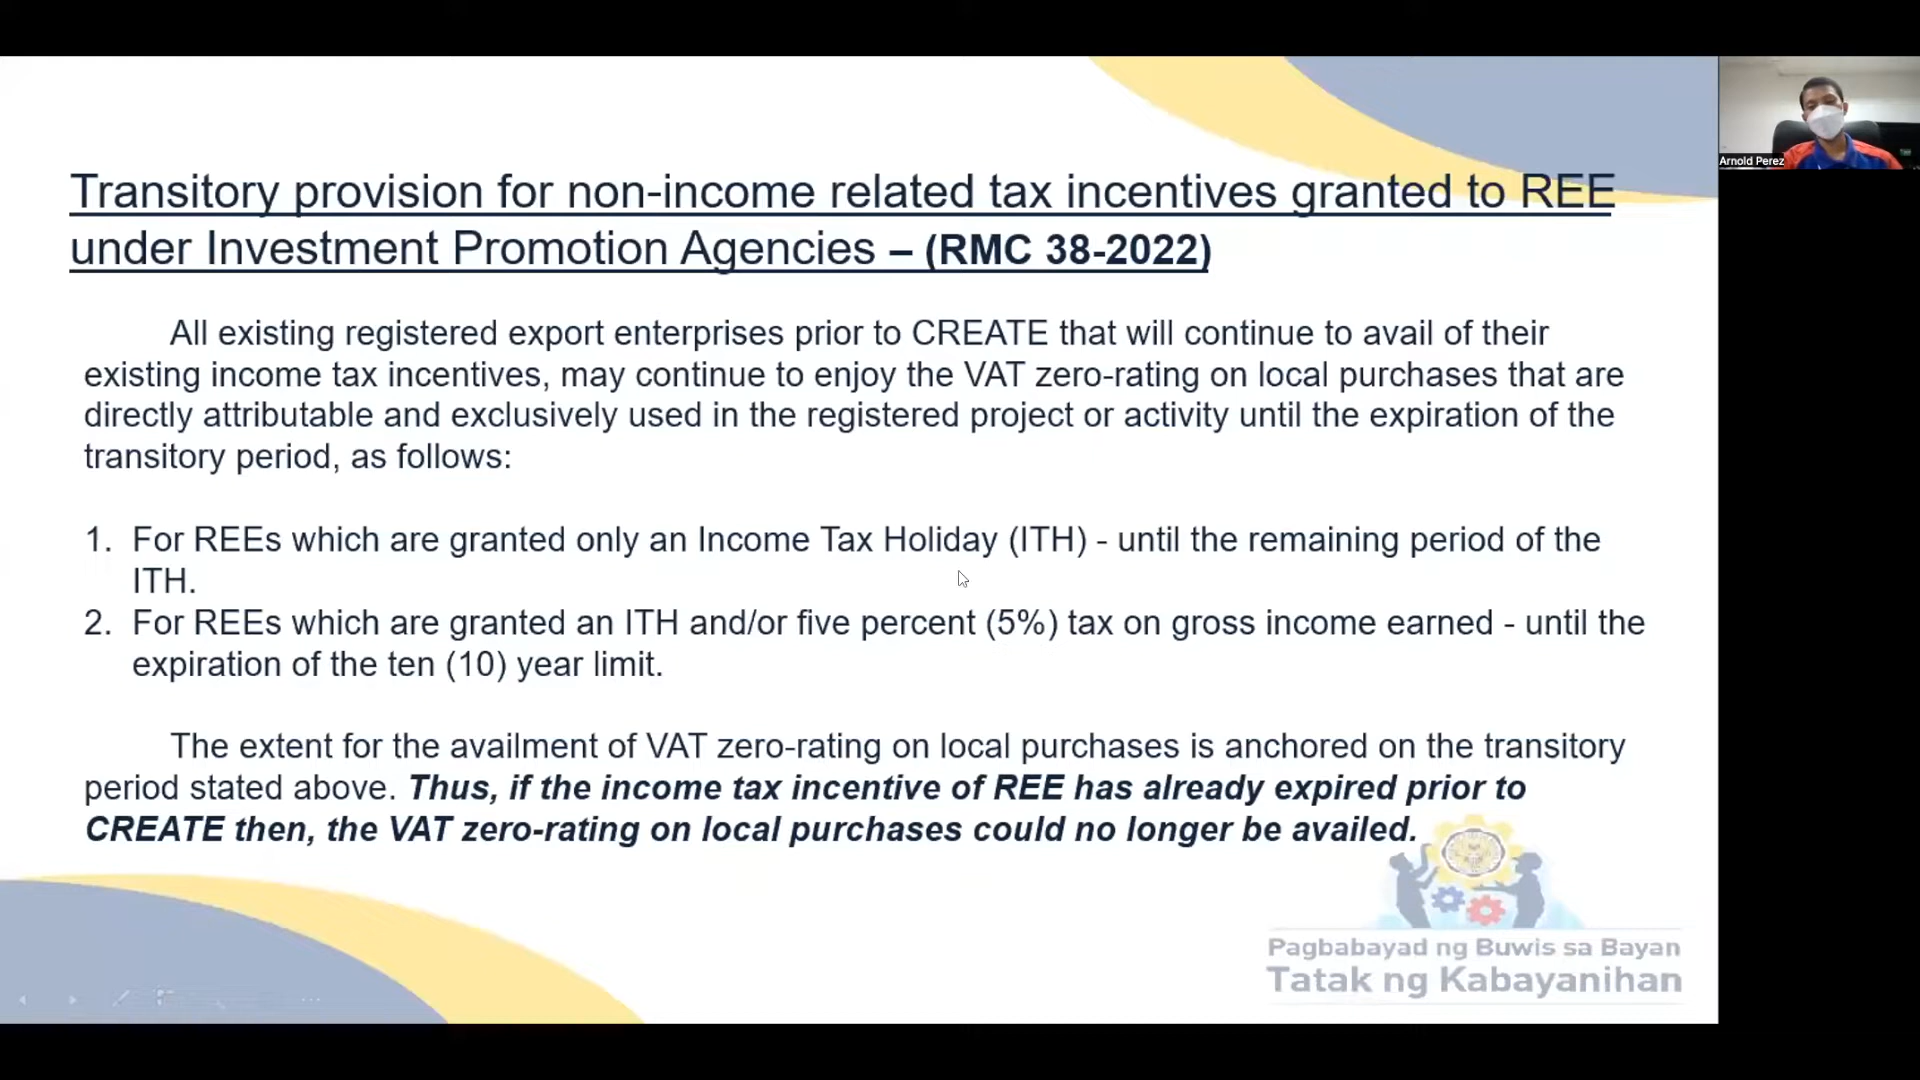 Arnold Perez
Transitory provision for non-income related tax incentives granted to REE
under Investment Promotion Agencies – (RMC 38-2022)
All existing registered export enterprises prior to CREATE that will continue to avail of their
existing income tax incentives, may continue to enjoy the VAT zero-rating on local purchases that are
directly attributable and exclusively used in the registered project or activity until the expiration of the
transitory period, as follows:
1. For REEs which are granted only an Income Tax Holiday (ITH) - until the remaining period of the
ITH.
2. For REEs which are granted an ITH and/or five percent (5%) tax on gross income earned - until the
expiration of the ten (10) year limit.
The extent for the availment of VAT zero-rating on local purchases is anchored on the transitory
period stated above. Thus, if the income tax incentive of REE has already expired prior to
CREATE then, the VAT zero-rating on local purchases could no longer be availed.
Pagbabayad ng Buwis sa Bayan
Tatak ng Kabayanihan